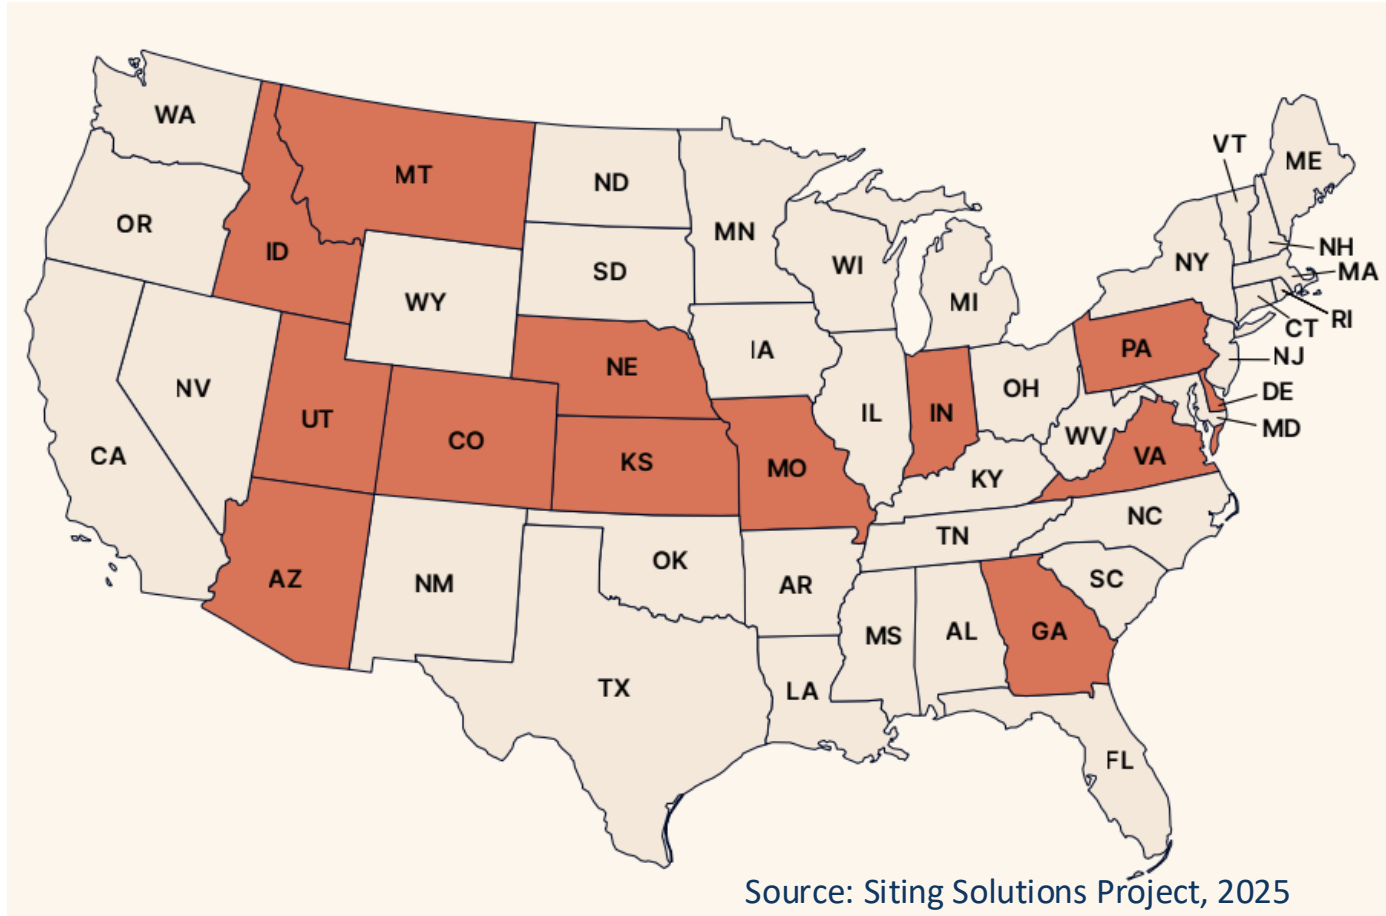 WA
MT
ND
MN
VT
ME
OR
ID
SD
WI
NY
NH
MA
WY
MI
RI
CT
IA
PA
NJ
NE
OH
DE
NV
UT
CO
IL
IN
MD
WV
VA
CA
KS
MO
KY
NC
TN
OK
AZ
NM
AR
SC
MS
AL
GA
TX
LA
FL
Source: Siting Solutions Project, 2025